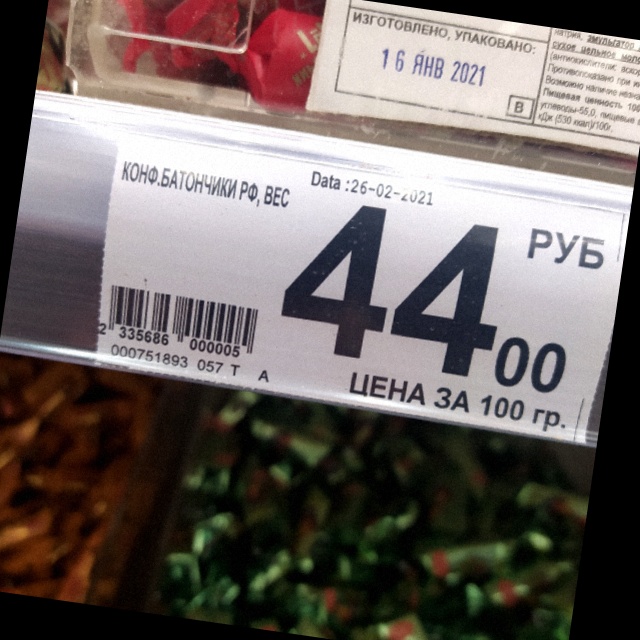 ИЗГОТОВЛЕНО, УПАКОВАНО:
16 ЯНВ 2021
В
КОНФ.БАТОНЧИКИ РФ, ВЕС
Data :26-02-2021
44 00
РУБ
ЦЕНА ЗА 100 гр.
2 335686 000005
000751893 057 Т А